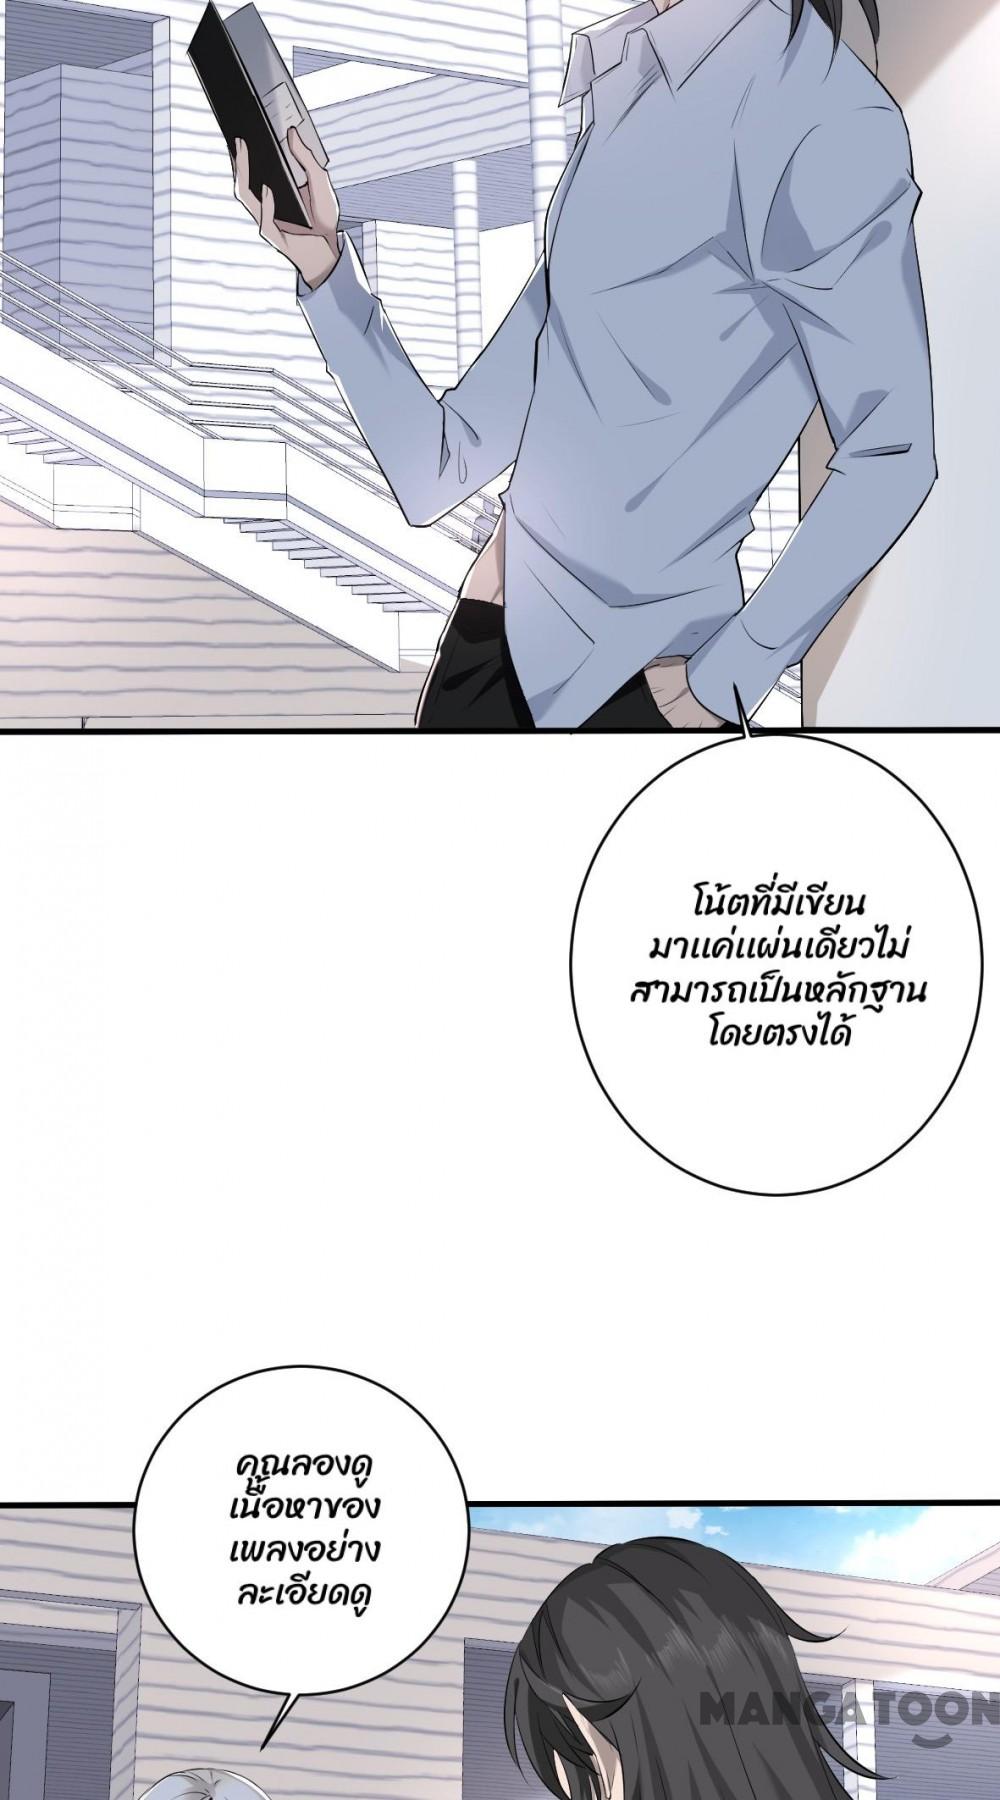 โน้ตที่มีเขียน
มาแค่แผ่นเดียวไม่
สามารถเป็นหลักฐาน
โดยตรงได้
คุณลองดู
เนื้อหาของ
เพลงอย่าง
ละเอียดดู
MANGATOON